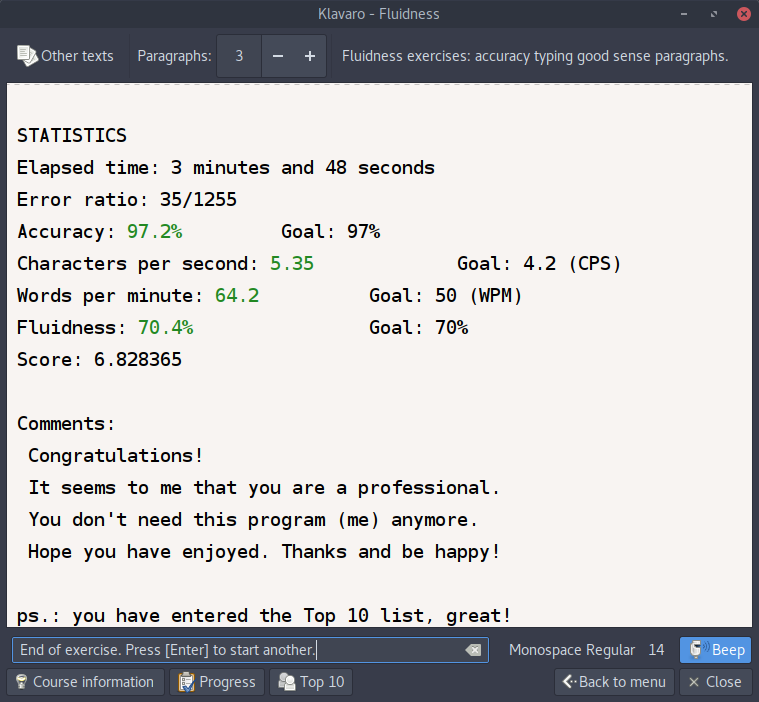 Klavaro - Fluidness
Other texts Paragraphs: 3 − + Fluidness exercises: accuracy typing good sense paragraphs.
STATISTICS
Elapsed time: 3 minutes and 48 seconds
Error ratio: 35/1255
Accuracy: 97.2% Goal: 97%
Characters per second: 5.35 Goal: 4.2 (CPS)
Words per minute: 64.2 Goal: 50 (WPM)
Fluidness: 70.4% Goal: 70%
Score: 6.828365
Comments:
Congratulations!
It seems to me that you are a professional.
You don't need this program (me) anymore.
Hope you have enjoyed. Thanks and be happy!
ps.: you have entered the Top 10 list, great!
End of exercise. Press [Enter] to start another. Monospace Regular 14 Beep
Course information Progress Top 10 Back to menu Close